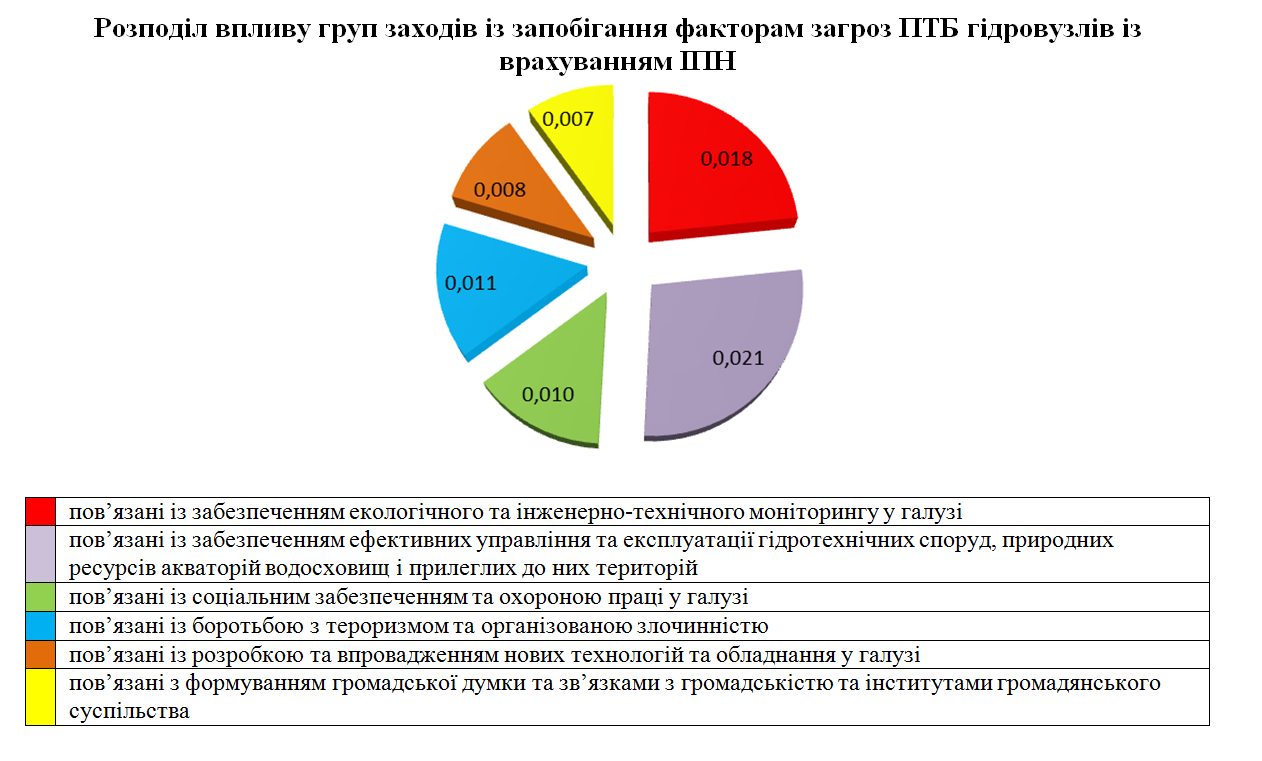 Розподіл впливу груп заходів із запобігання факторам загроз ПТБ гідровузлів із
врахуванням ІПН
0,007
0,018
0,008
0,011
0,021
0,010
пов’язані із забезпеченням екологічного та інженерно-технічного моніторингу у галузі
пов’язані із забезпеченням ефективних управління та експлуатації гідротехнічних споруд, природних
ресурсів акваторій водосховищ і прилеглих до них територій
пов’язані із соціальним забезпеченням та охороною праці у галузі
пов’язані із боротьбою з тероризмом та організованою злочинністю
пов’язані із розробкою та впровадженням нових технологій та обладнання у галузі
пов’язані з формуванням громадської думки та зв’язками з громадськістю та інститутами громадянського
суспільства